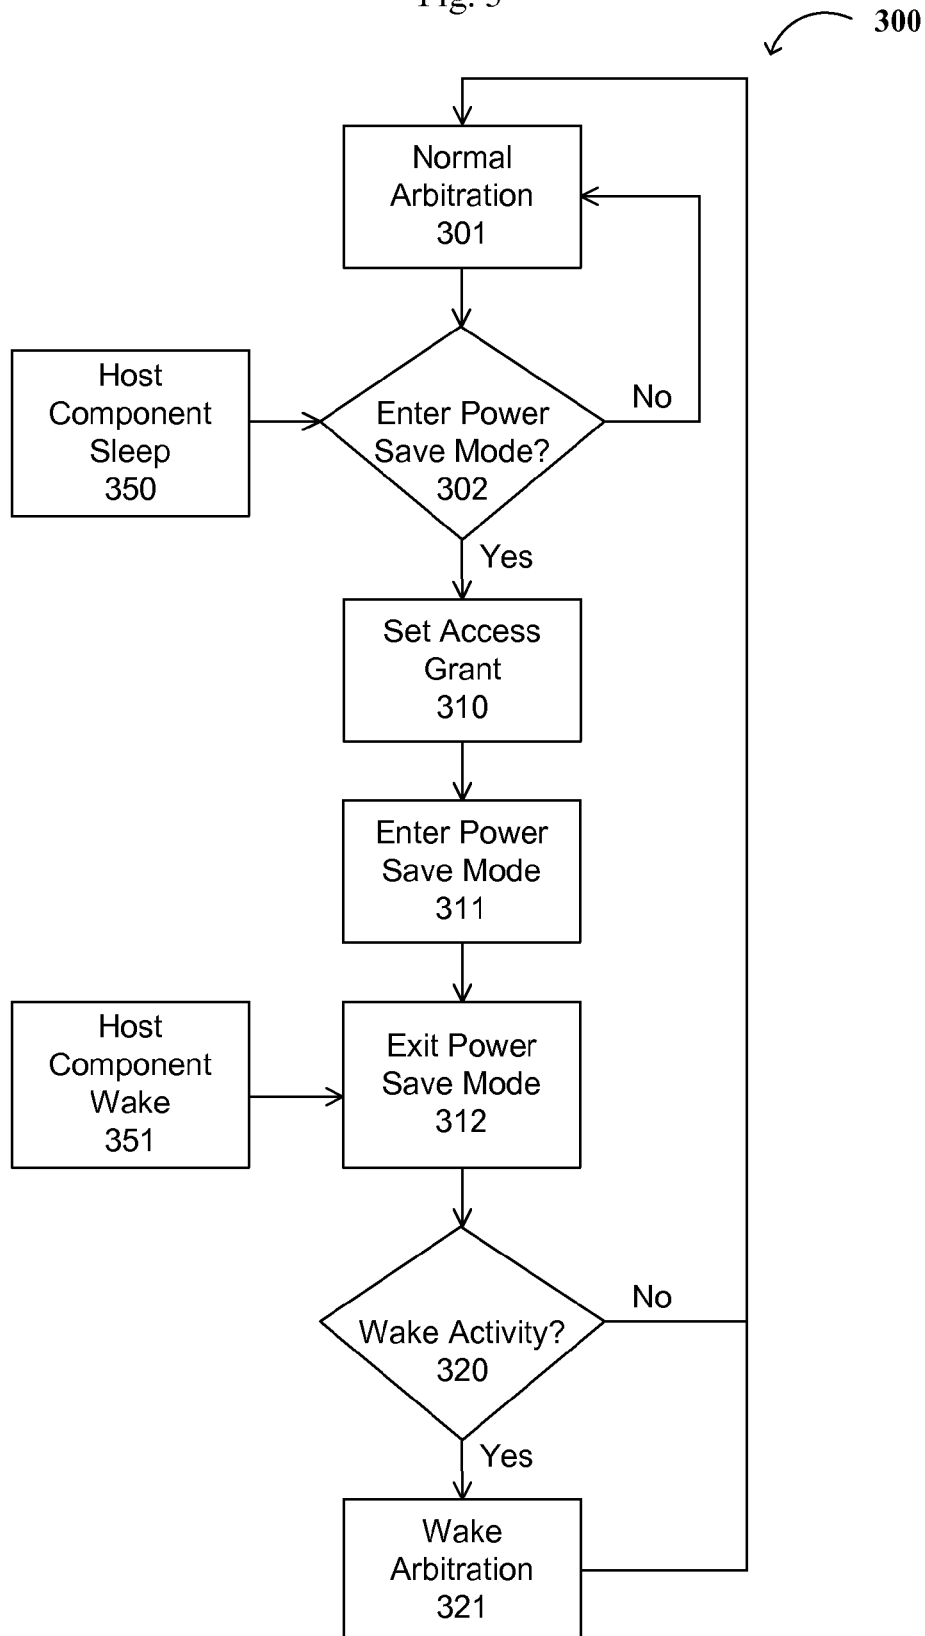 300
Normal
Arbitration
301
Host
Component
Sleep
350
Enter Power
Save Mode?
302
No
Yes
Set Access
Grant
310
Enter Power
Save Mode
311
Host
Component
Wake
351
Exit Power
Save Mode
312
Wake Activity?
320
No
Yes
Wake
Arbitration
321